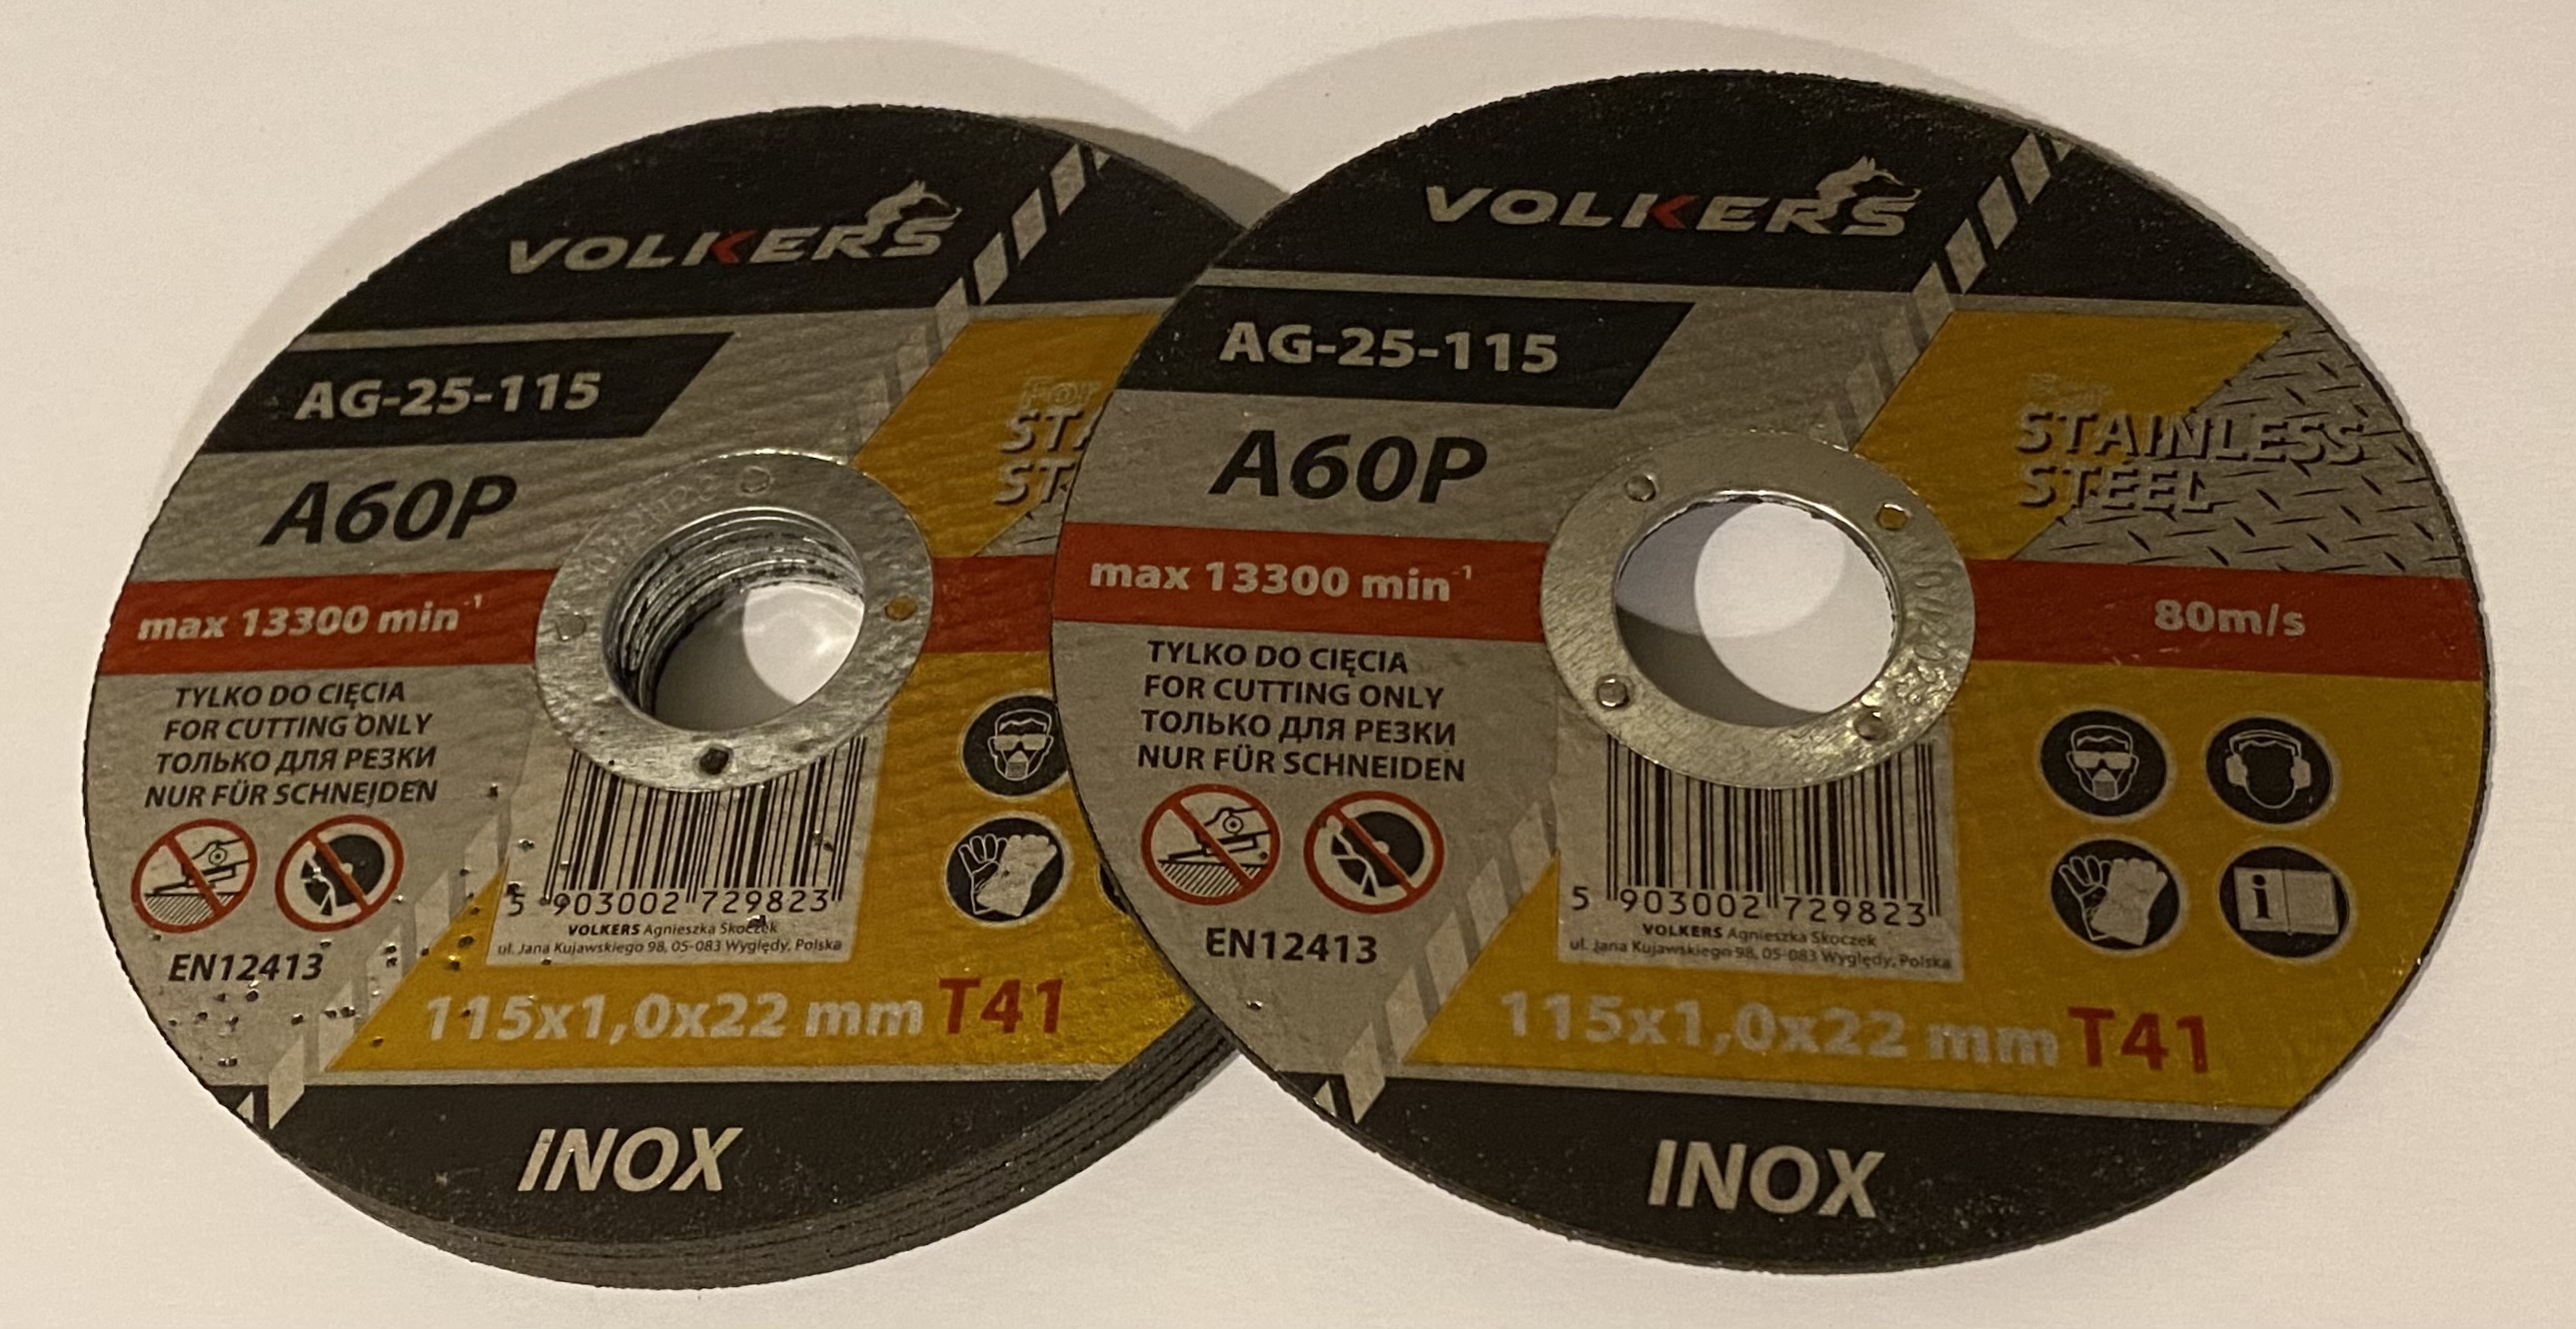 VOLKERS
AG-25-115
A60P
max 13300 min⁻¹
TYLKO DO CIĘCIA
FOR CUTTING ONLY
ТОЛЬКО ДЛЯ РЕЗКИ
NUR FÜR SCHNEIDEN
EN12413
For
5 903002 729823
VOLKERS Agnieszka Skoczek
ul. Jana Kujawskiego 98, 05-083 Wyględy, Polska
115x1,0x22 mm T41
INOX
VOLKERS
AG-25-115
A60P
For
STAINLESS
STEEL
max 13300 min⁻¹
80m/s
TYLKO DO CIĘCIA
FOR CUTTING ONLY
ТОЛЬКО ДЛЯ РЕЗКИ
NUR FÜR SCHNEIDEN
EN12413
i
5 903002 729823
VOLKERS Agnieszka Skoczek
ul. Jana Kujawskiego 98, 05-083 Wyględy, Polska
115x1,0x22 mm T41
INOX